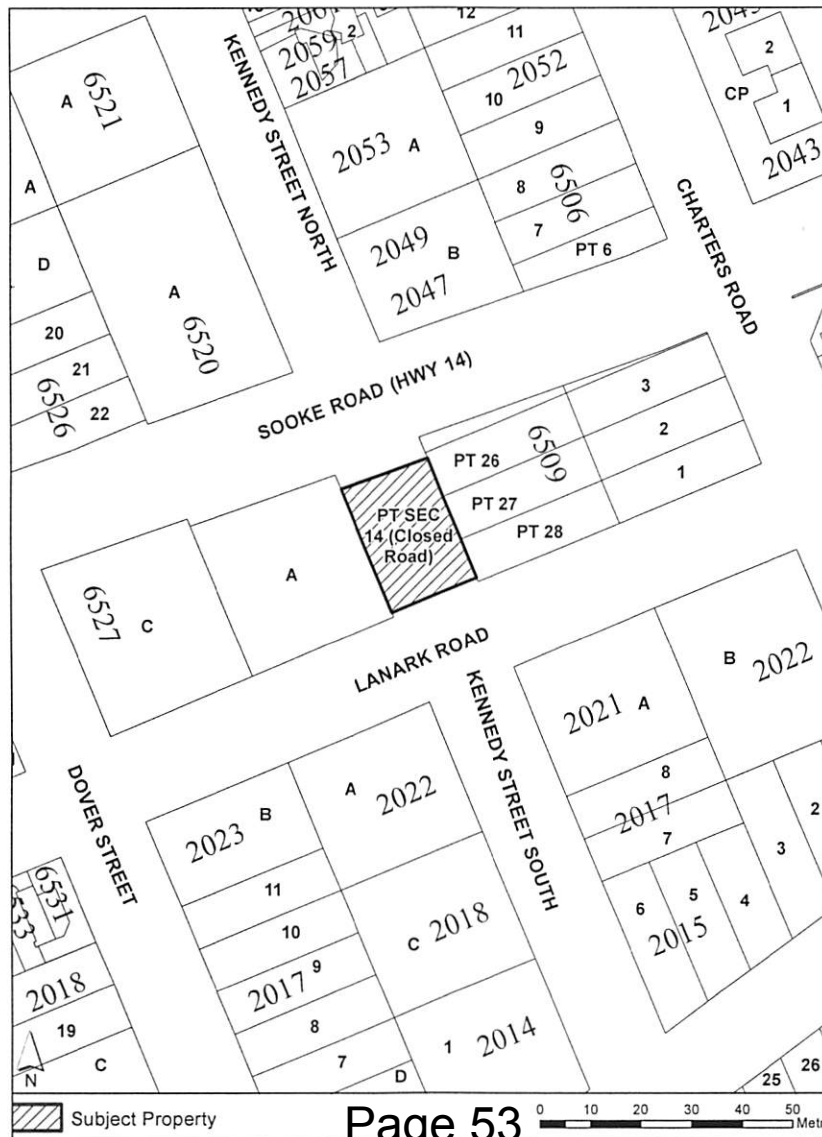 12
2
11
2059
2057
10
2052
2
CP
1
2043
KENNEDY STREET NORTH
A
6521
2053
A
9
8
6506
7
PT 6
A
D
2049
B
2047
CHARTERS ROAD
A
6520
20
21
6526
22
SOOKE ROAD (HWY 14)
3
PT 26
6509
2
PT 27
1
PT 28
PT SEC
14 (Closed
Road)
A
6527
C
LANARK ROAD
B
2022
2021
A
KENNEDY STREET SOUTH
8
2017
7
2
3
6
5
4
2015
DOVER STREET
A
2022
B
2023
11
10
C
2018
9
2017
8
7
D
1
2014
6531
2018
19
C
N
25
26
Subject Property
Page 53
0 10 20 30 40 50